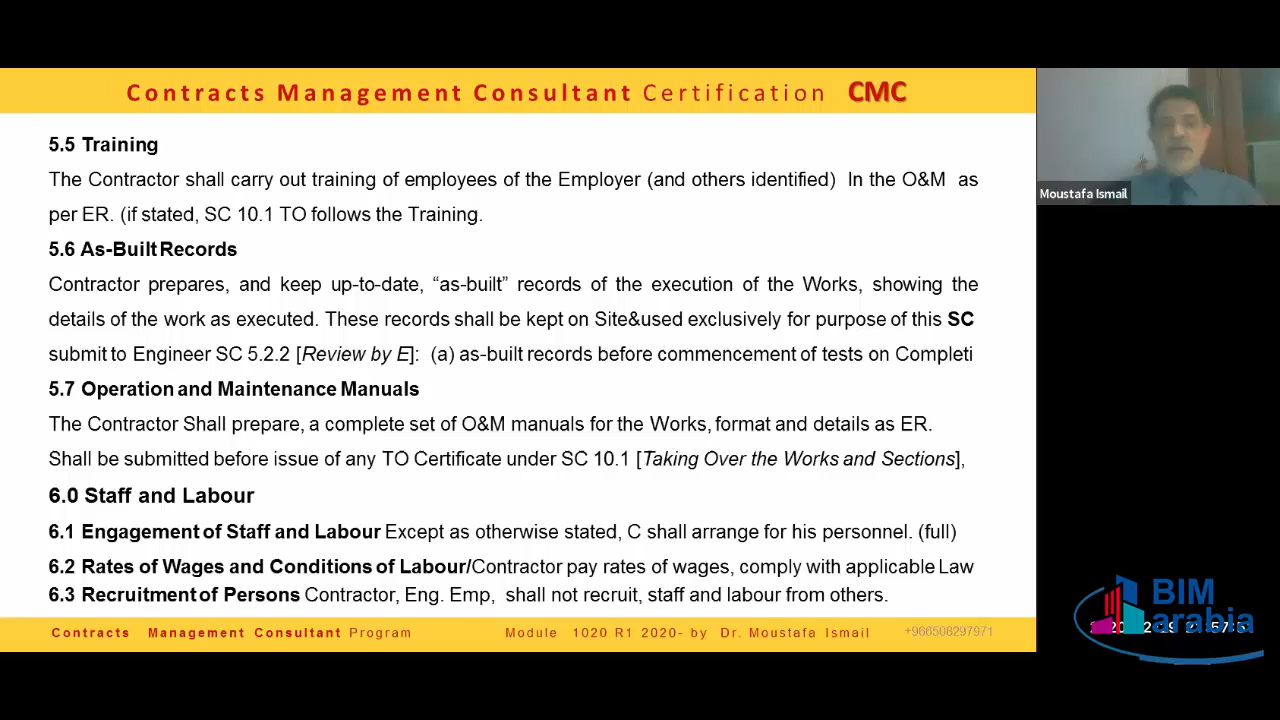 Contracts Management Consultant Certification CMC
5.5 Training
The Contractor shall carry out training of employees of the Employer (and others identified) In the O&M as
per ER. (if stated, SC 10.1 TO follows the Training.
5.6 As-Built Records
Contractor prepares, and keep up-to-date, “as-built” records of the execution of the Works, showing the
details of the work as executed. These records shall be kept on Site&used exclusively for purpose of this SC
submit to Engineer SC 5.2.2 [Review by E]: (a) as-built records before commencement of tests on Completi
5.7 Operation and Maintenance Manuals
The Contractor Shall prepare, a complete set of O&M manuals for the Works, format and details as ER.
Shall be submitted before issue of any TO Certificate under SC 10.1 [Taking Over the Works and Sections],
6.0 Staff and Labour
6.1 Engagement of Staff and Labour Except as otherwise stated, C shall arrange for his personnel. (full)
6.2 Rates of Wages and Conditions of Labour/Contractor pay rates of wages, comply with applicable Law
6.3 Recruitment of Persons Contractor, Eng. Emp, shall not recruit, staff and labour from others.
Contracts Management Consultant Program
Module 1020 R1 2020- by Dr. Moustafa Ismail
+966508297971
Moustafa Ismail
BIM
arabia